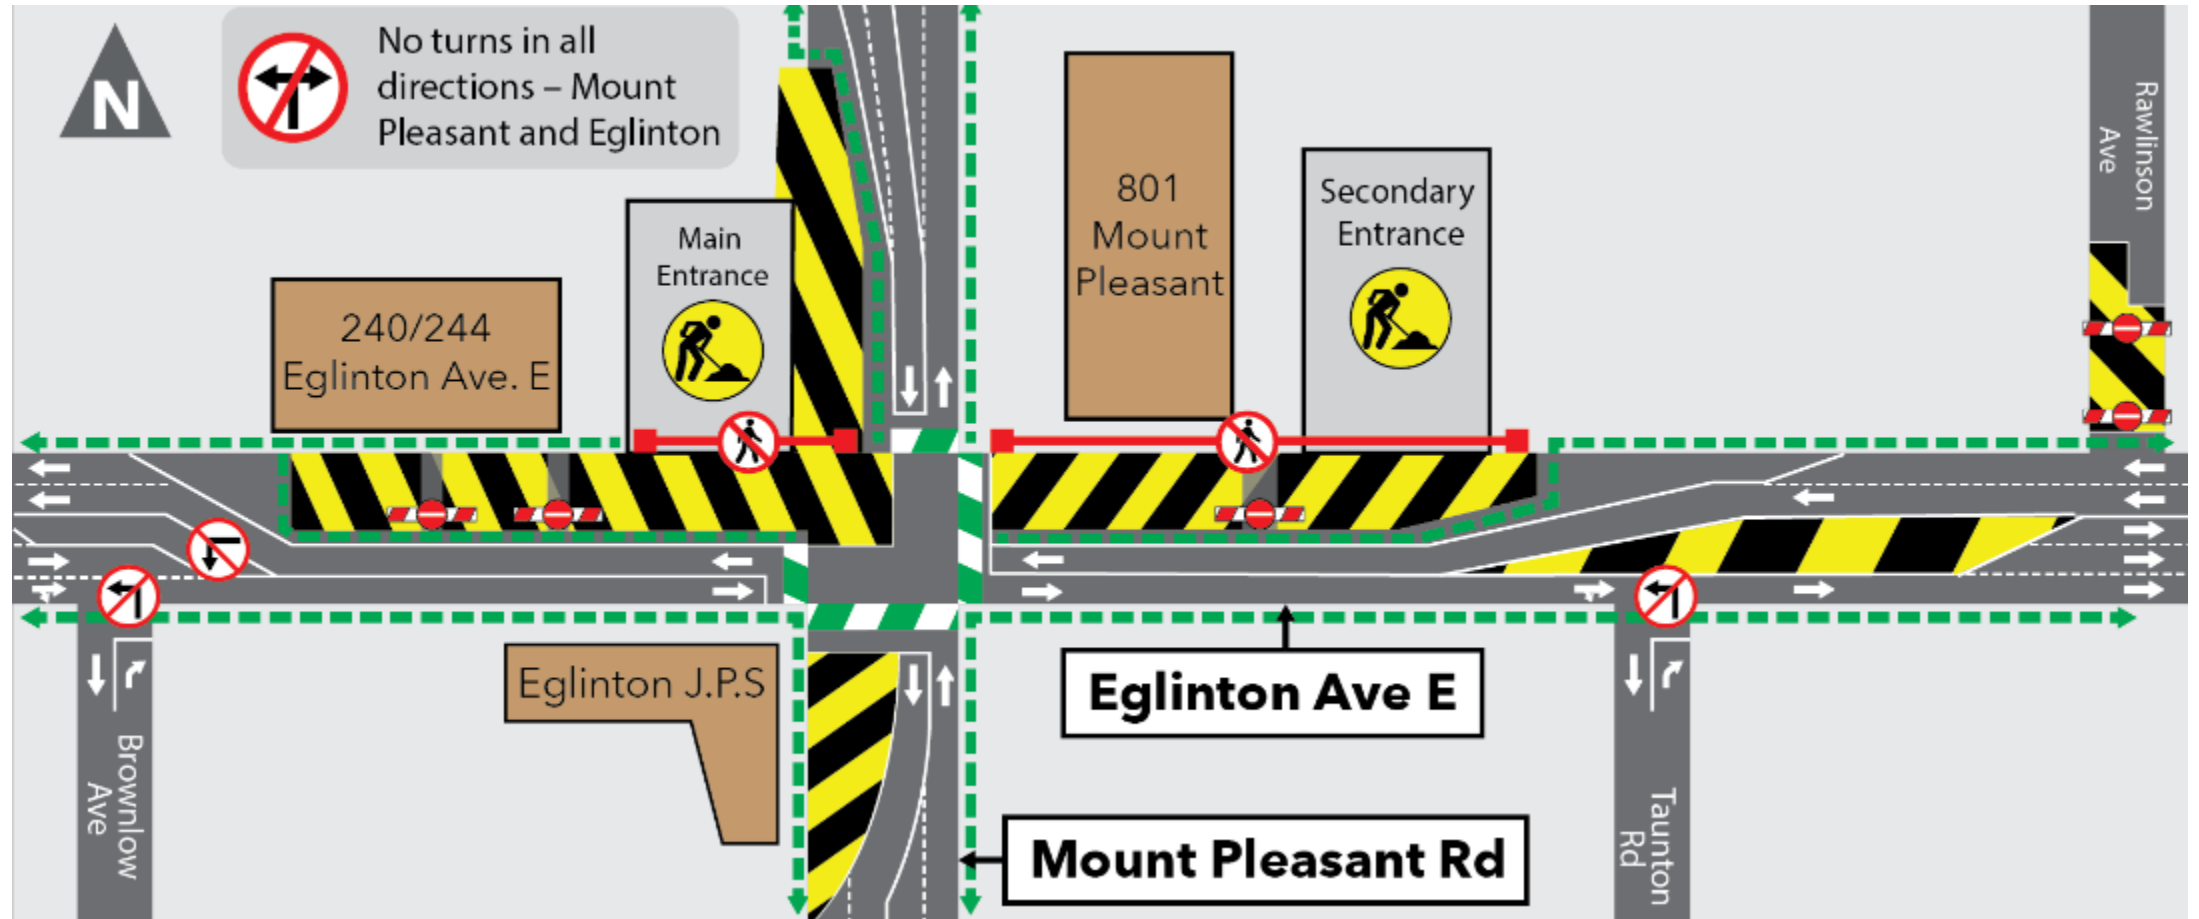 N
No turns in all
directions – Mount
Pleasant and Eglinton
Main
Entrance
240/244
Eglinton Ave. E
801
Mount
Pleasant
Secondary
Entrance
Rawlinson
Ave
Eglinton J.P.S
Eglinton Ave E
Mount Pleasant Rd
Brownlow
Ave
Taunton
Rd